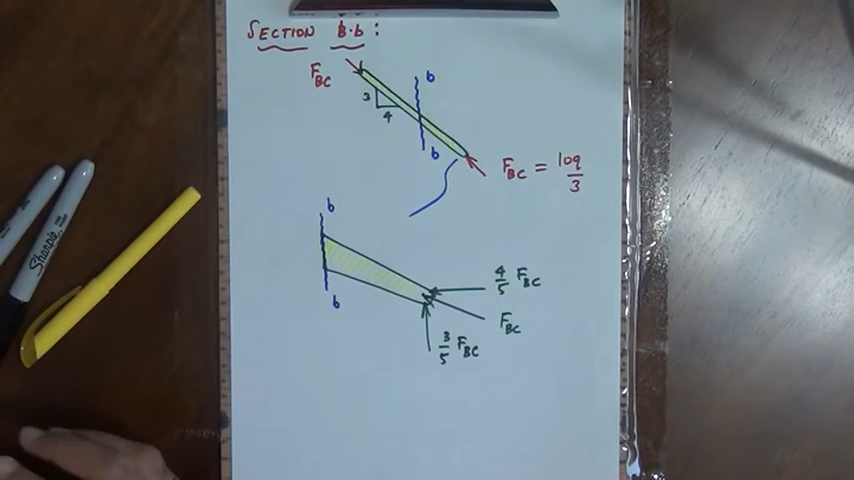 SECTION b-b:
F_BC
b
3
4
b
F_BC = 10q/3
b
4/5 F_BC
b
F_BC
3/5 F_BC
Sharpie